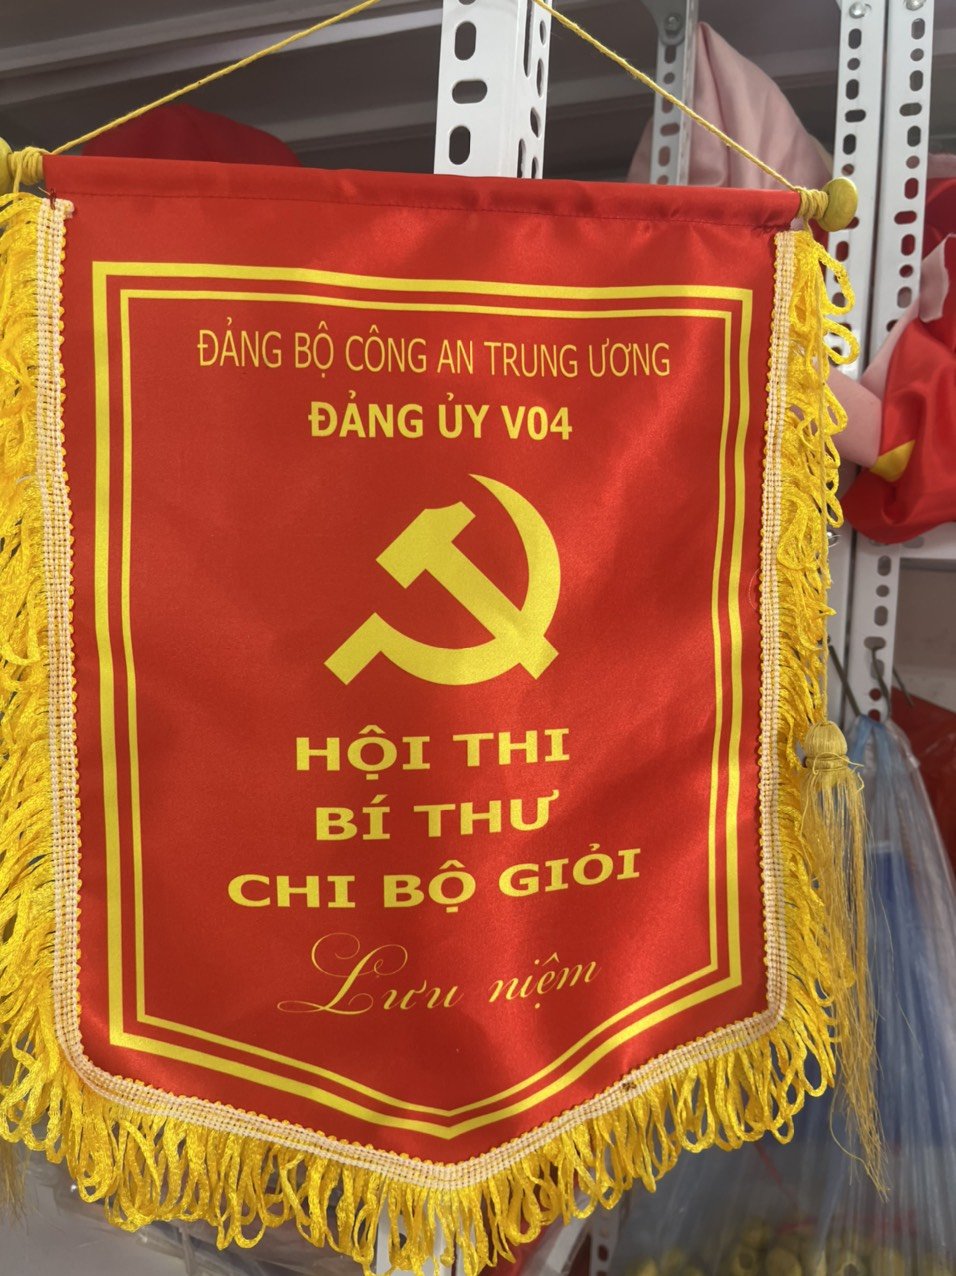 ĐẢNG BỘ CÔNG AN TRUNG ƯƠNG
ĐẢNG ỦY V04
HỘI THI
BÍ THƯ
CHI BỘ GIỎI
Lưu niệm